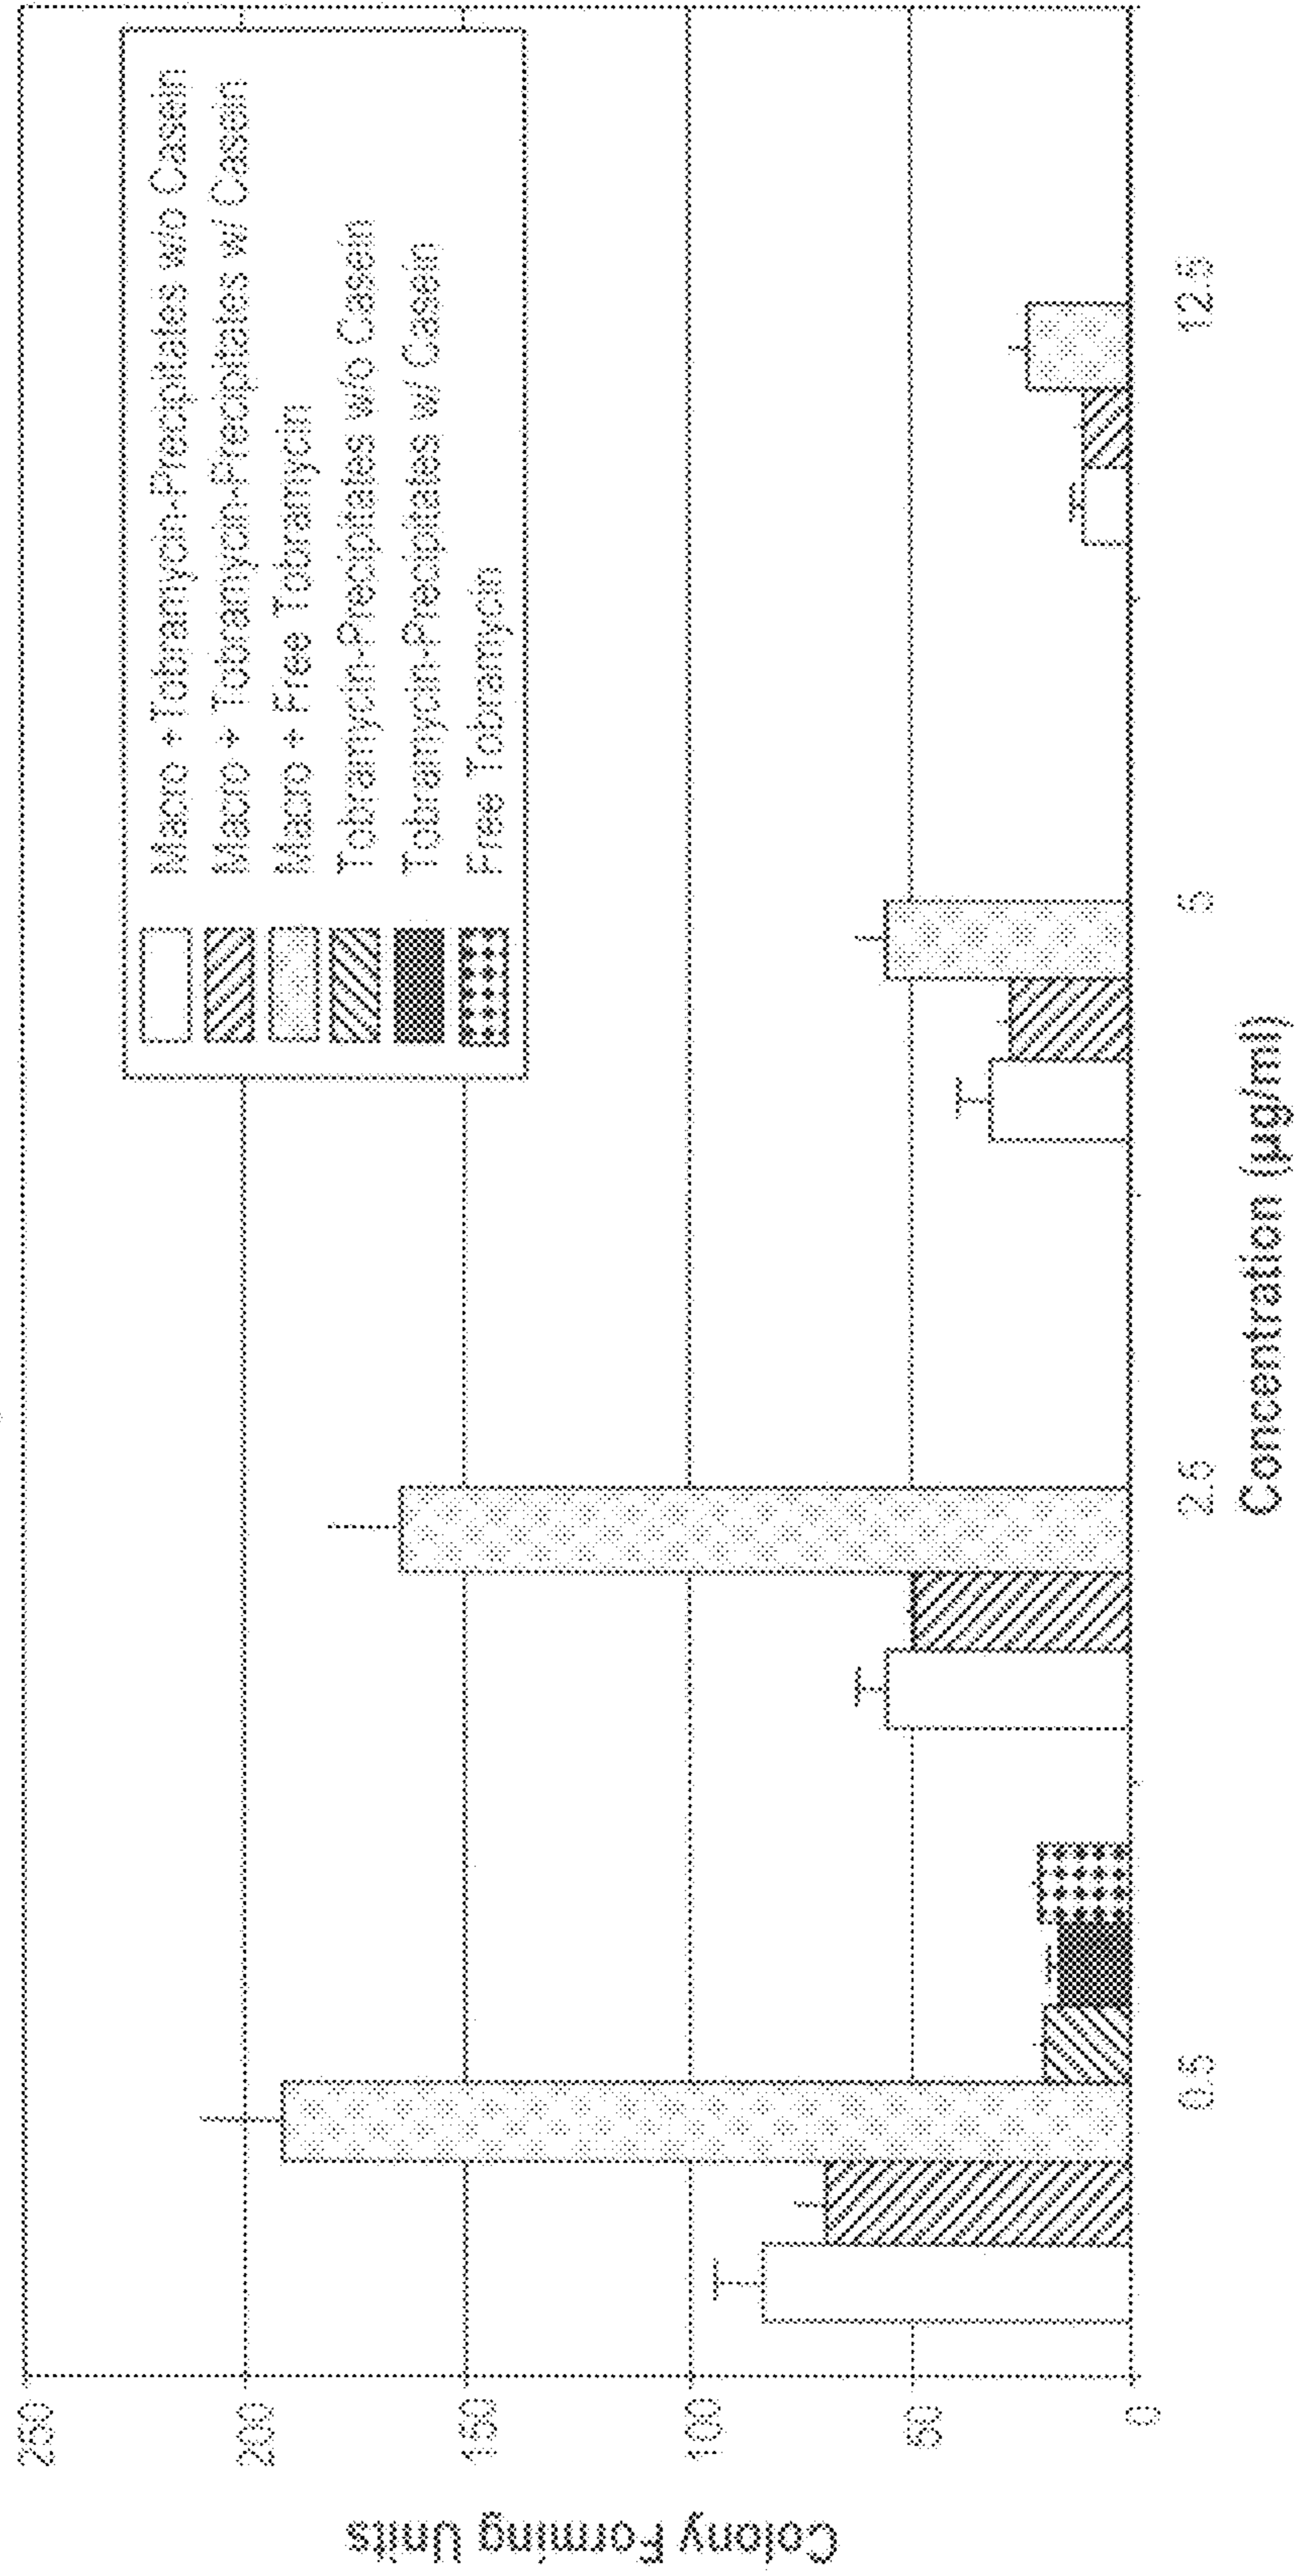 250
200
150
100
50
0
Colony Forming Units
Macro + Tobramycin-Precipitates w/o Casein
Macro + Tobramycin-Precipitates w/ Casein
Macro + Free Tobramycin
Tobramycin-Precipitates w/o Casein
Tobramycin-Precipitates w/ Casein
Free Tobramycin
0.5
2.5
5
12.5
Concentration (µg/ml)